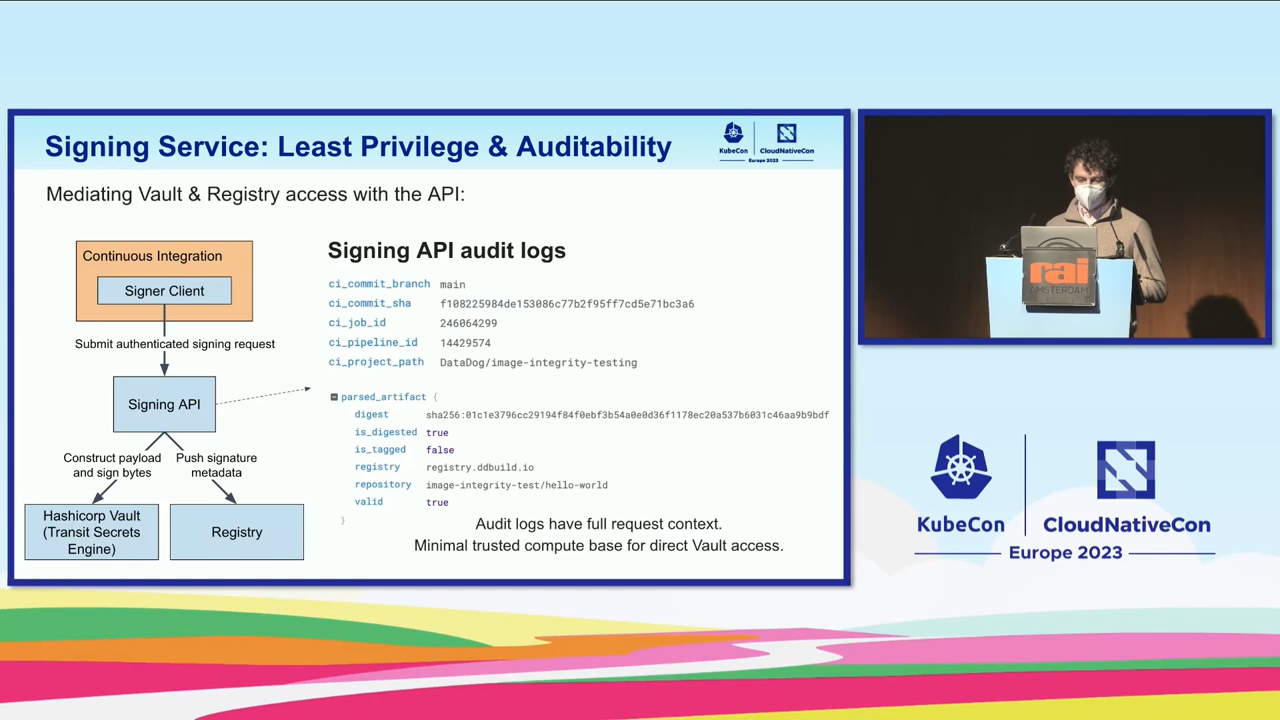 Signing Service: Least Privilege & Auditability
KubeCon
CloudNativeCon
Europe 2023
Mediating Vault & Registry access with the API:
Continuous Integration
Signer Client
Submit authenticated signing request
Signing API
Construct payload
and sign bytes
Push signature
metadata
Hashicorp Vault
(Transit Secrets
Engine)
Registry
Signing API audit logs
ci_commit_branch main
ci_commit_sha f108225984de153086c77b2f95ff7cd5e71bc3a6
ci_job_id 246064299
ci_pipeline_id 14429574
ci_project_path DataDog/image-integrity-testing
parsed_artifact {
digest sha256:01c1e3796cc29194f84f0ebf3b54a0e0d36f1178ec20a537b6031c46aa9b9bdf
is_digested true
is_tagged false
registry registry.ddbuild.io
repository image-integrity-test/hello-world
valid true
}
Audit logs have full request context.
Minimal trusted compute base for direct Vault access.
rai
AMSTERDAM
KubeCon
CloudNativeCon
Europe 2023